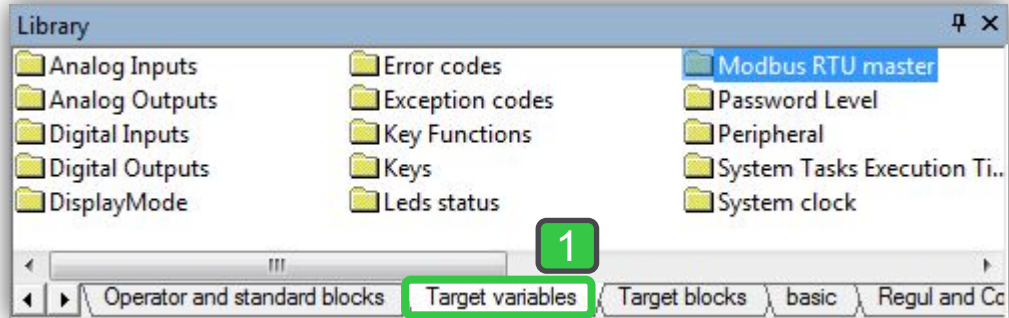 Library
Analog Inputs
Error codes
Modbus RTU master
Analog Outputs
Exception codes
Password Level
Digital Inputs
Key Functions
Peripheral
Digital Outputs
Keys
System Tasks Execution Ti...
DisplayMode
Leds status
System clock
1
Operator and standard blocks
Target variables
Target blocks
basic
Regul and Co